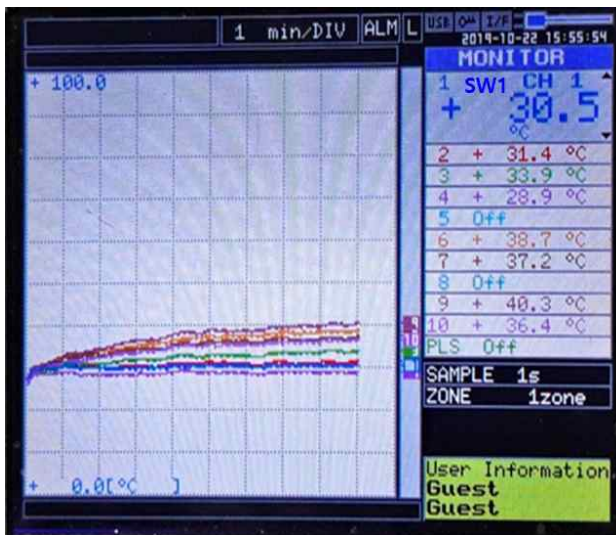 1 min/DIV ALM L USB I/F
2019-10-22 15:55:54
MONITOR
+ 100.0
1 SW1 CH 1
+ 30.5
°C
2 + 31.4 °C
3 + 33.9 °C
4 + 28.9 °C
5 Off
6 + 38.7 °C
7 + 37.2 °C
8 Off
9 + 40.3 °C
10 + 36.4 °C
PLS Off
SAMPLE 1s
ZONE 1zone
+ 0.0[°C ]
User Information
Guest
Guest